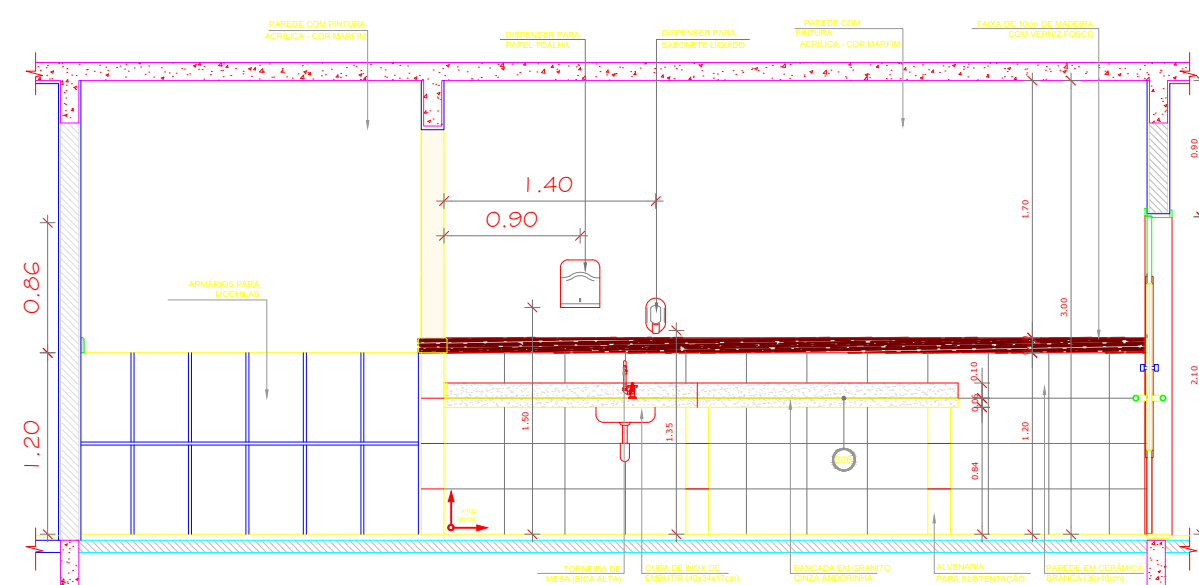 PAREDE COM PINTURA
ACRÍLICA - COR MARFIM
DISPENSER PARA
PAPEL TOALHA
DISPENSER PARA
SABONETE LÍQUIDO
PAREDE COM
PINTURA
ACRÍLICA - COR MARFIM
FAIXA DE 10cm DE MADEIRA
COM VERNIZ FOSCO
0.90
1.40
0.90
1.70
0.86
ARMÁRIOS PARA
MOCHILAS
3.00
2.10
0.10
1.50
1.35
0.06
1.20
1.20
0.84
TORNEIRA DE
MESA (BICA ALTA)
CUBA DE INOX DE
EMBUTIR (40x34x17cm)
BANCADA EM GRANITO
CINZA ANDORINHA
ALVENARIA
PARA SUSTENTAÇÃO
PAREDE EM CERÂMICA